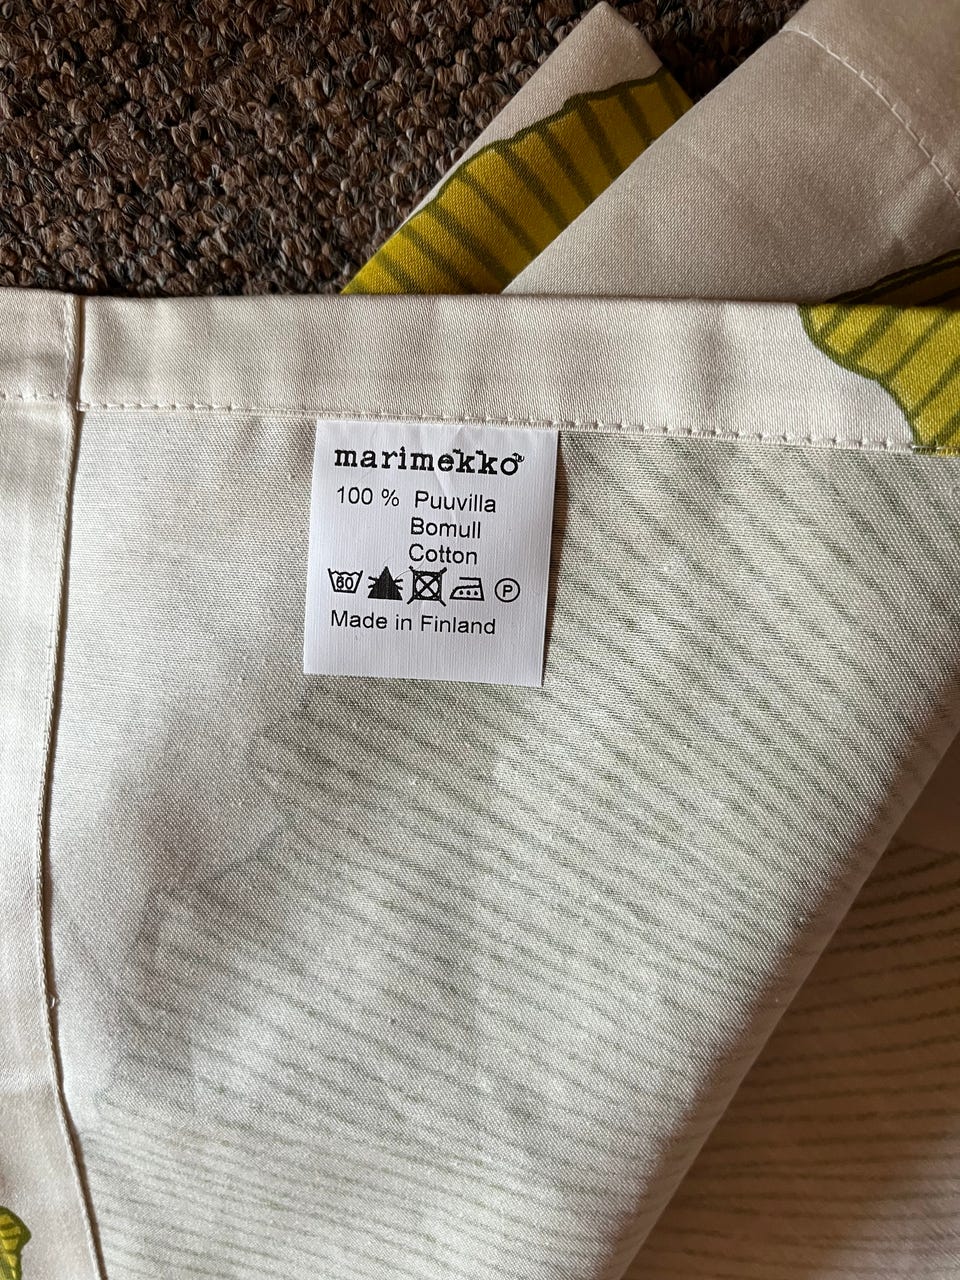 marimekko®
100 % Puuvilla
Bomull
Cotton
60 P
Made in Finland